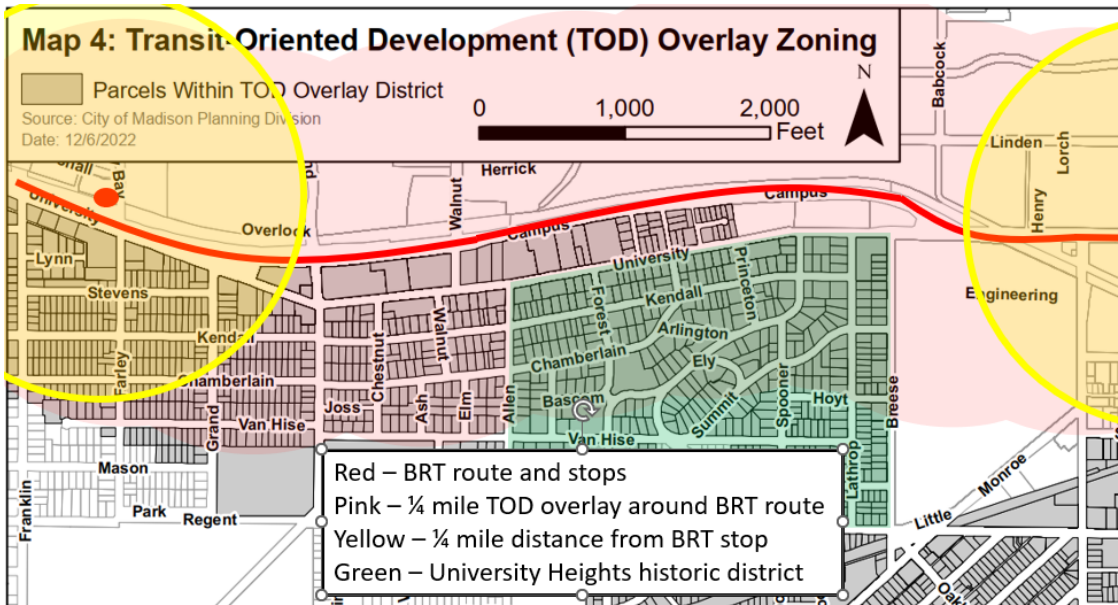 Map 4: Transit-Oriented Development (TOD) Overlay Zoning
Parcels Within TOD Overlay District
Source: City of Madison Planning Division
Date: 12/6/2022
0 1,000 2,000
Feet
N
Babcock
Linden
Lorch
Henry
Herrick
Walnut
Bay
University
Overlook
Campus
Campus
Lynn
Stevens
University
Princeton
Engineering
Kendall
Forest
Kendall
Walnut
Arlington
Chestnut
Chamberlain
Ely
Farley
Chamberlain
Bascom
Hoyt
Spooner
Summit
Breese
Grand
Joss
Ash
Elm
Allen
Van Hise
Van Hise
Lathrop
Mason
Monroe
Franklin
Park
Regent
Little
Red – BRT route and stops
Pink – ¼ mile TOD overlay around BRT route
Yellow – ¼ mile distance from BRT stop
Green – University Heights historic district